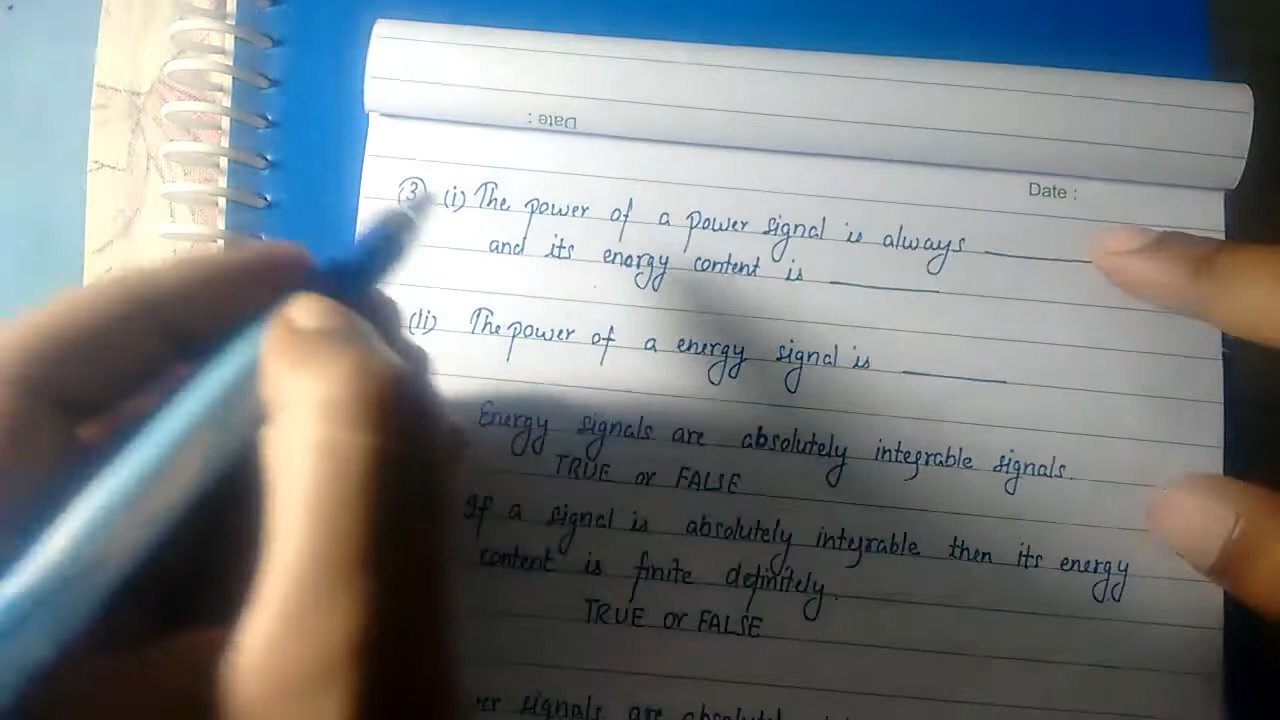 Date :
Date :
③ (i) The power of a power signal is always ______
and its energy content is ______
(ii) The power of a energy signal is ______
Energy signals are absolutely integrable signals.
TRUE or FALSE
If a signal is absolutely integrable then its energy
content is finite definitely.
TRUE or FALSE
signals are